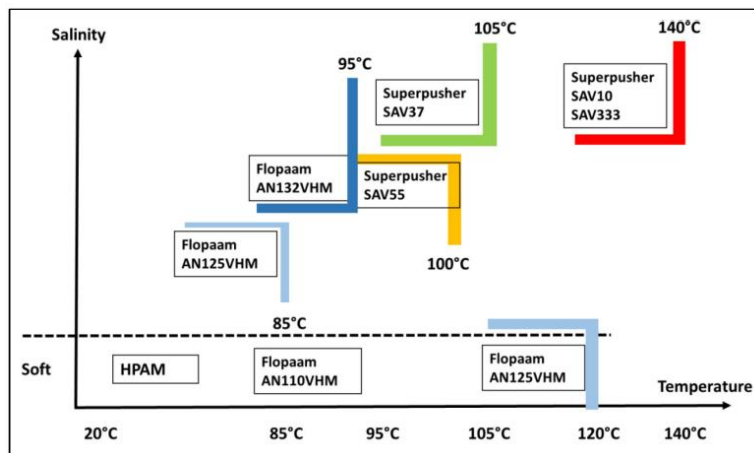 Salinity
105°C
140°C
95°C
Superpusher
SAV37
Superpusher
SAV10
SAV333
Flopaam
AN132VHM
Superpusher
SAV55
Flopaam
AN125VHM
100°C
85°C
Soft
HPAM
Flopaam
AN110VHM
Flopaam
AN125VHM
Temperature
20°C
85°C
95°C
105°C
120°C
140°C